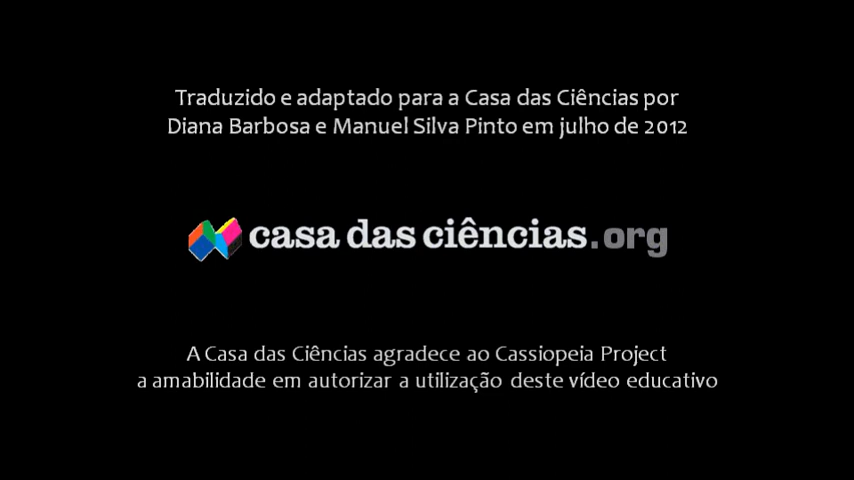 Traduzido e adaptado para a Casa das Ciências por
Diana Barbosa e Manuel Silva Pinto em julho de 2012
casa das ciências.org
A Casa das Ciências agradece ao Cassiopeia Project
a amabilidade em autorizar a utilização deste vídeo educativo